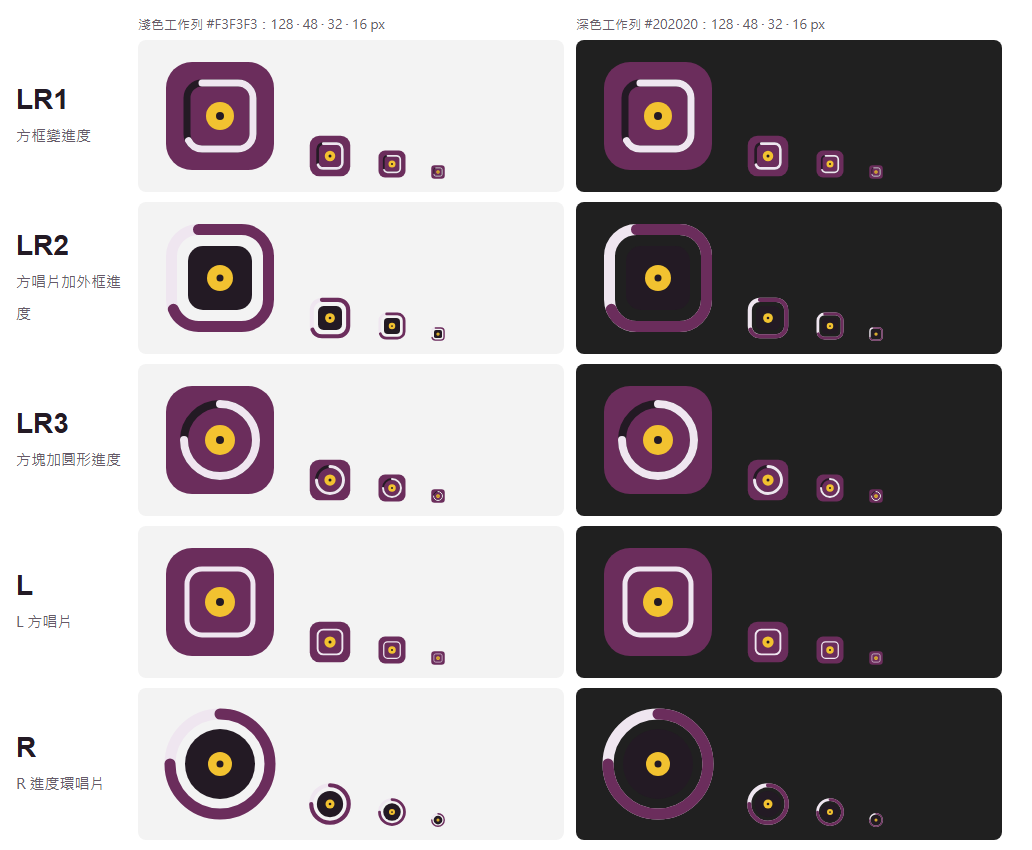 淺色工作列 #F3F3F3：128 · 48 · 32 · 16 px
深色工作列 #202020：128 · 48 · 32 · 16 px
LR1
方框變進度
LR2
方唱片加外框進
度
LR3
方塊加圓形進度
L
L 方唱片
R
R 進度環唱片